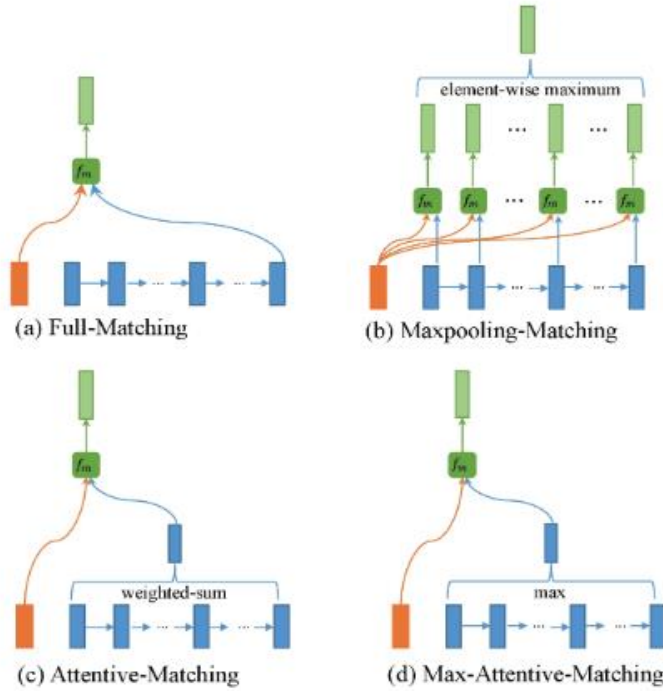 element-wise maximum
... ...
fm
fm fm ... fm ... fm
... ...
... ...
(a) Full-Matching
(b) Maxpooling-Matching
fm
fm
weighted-sum
max
... ...
... ...
(c) Attentive-Matching
(d) Max-Attentive-Matching